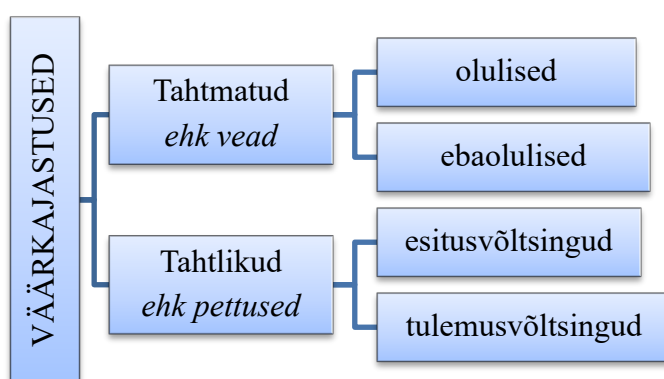 VÄÄRKAJASTUSED
Tahtmatud
ehk vead
olulised
ebaolulised
Tahtlikud
ehk pettused
esitusvõltsingud
tulemusvõltsingud